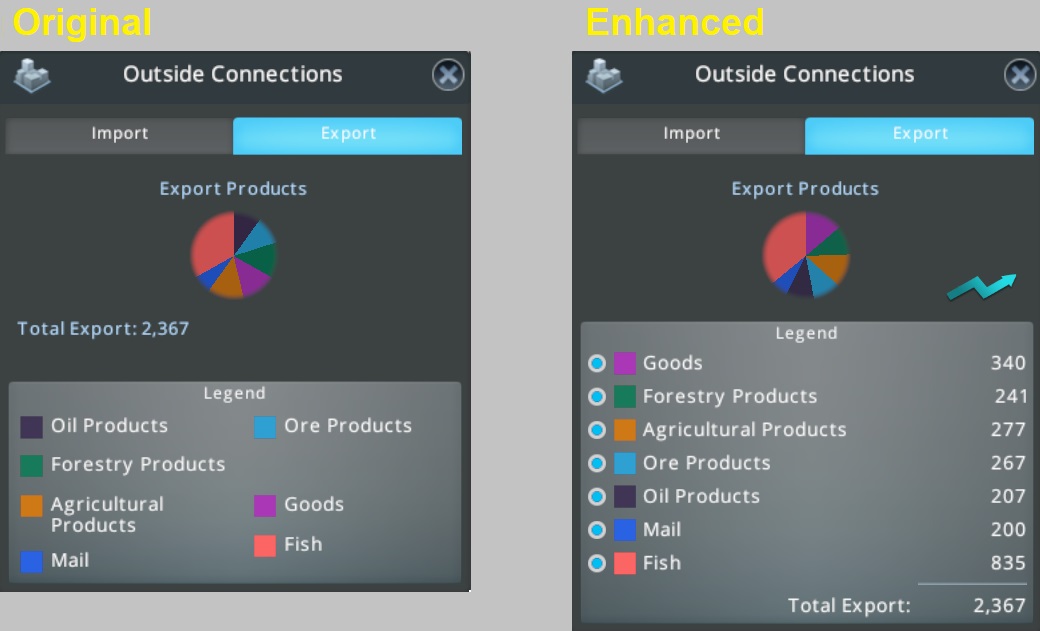 Original
Outside Connections
Import Export
Export Products
Total Export: 2,367
Legend
Oil Products Ore Products
Forestry Products
Agricultural
Products
Goods
Fish
Mail
Enhanced
Outside Connections
Import Export
Export Products
Legend
Goods 340
Forestry Products 241
Agricultural Products 277
Ore Products 267
Oil Products 207
Mail 200
Fish 835
Total Export: 2,367